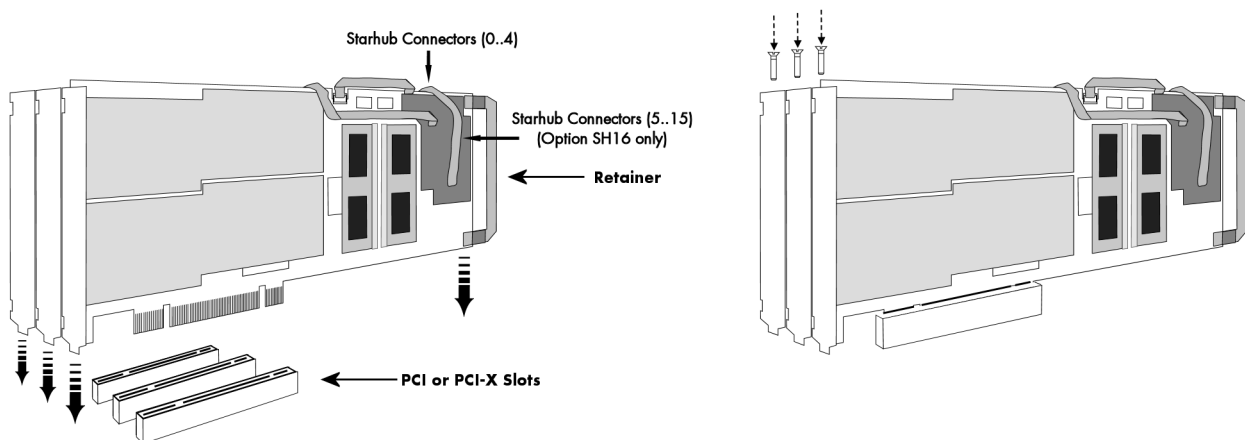 Starhub Connectors (0..4)
Starhub Connectors (5..15)
(Option SH16 only)
Retainer
PCI or PCI-X Slots